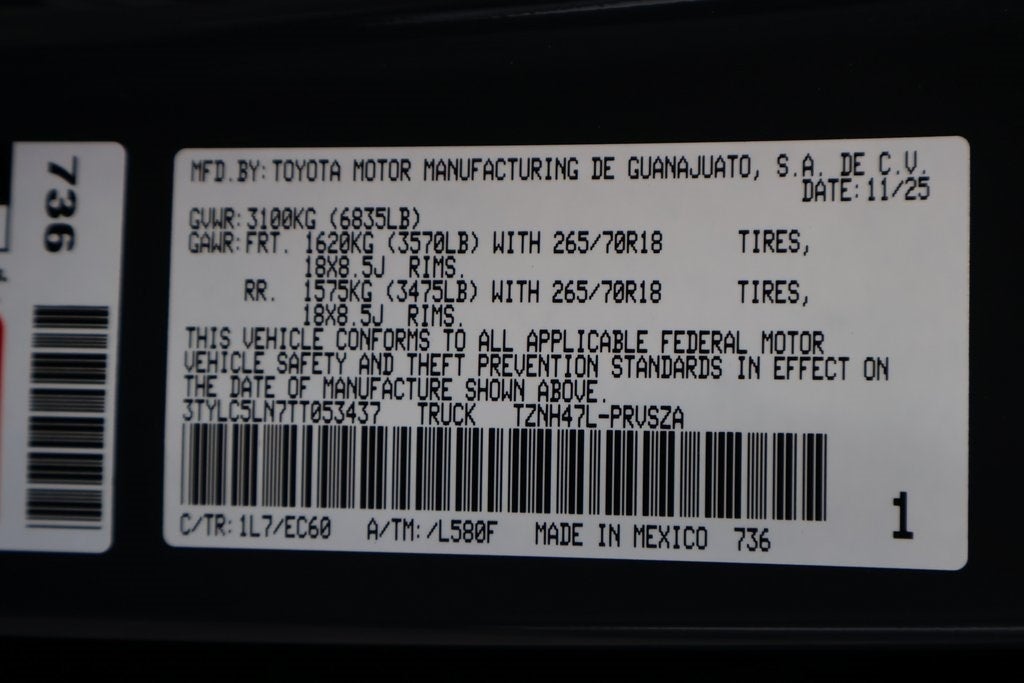 736
MFD.BY: TOYOTA MOTOR MANUFACTURING DE GUANAJUATO, S.A. DE C.V.
DATE: 11/25
GVWR: 3100KG (6835LB)
GAWR: FRT. 1620KG (3570LB) WITH 265/70R18 TIRES,
18X8.5J RIMS.
RR. 1575KG (3475LB) WITH 265/70R18 TIRES,
18X8.5J RIMS.
THIS VEHICLE CONFORMS TO ALL APPLICABLE FEDERAL MOTOR
VEHICLE SAFETY AND THEFT PREVENTION STANDARDS IN EFFECT ON
THE DATE OF MANUFACTURE SHOWN ABOVE.
3TYLC5LN7TT053437 TRUCK TZNH47L-PRVSZA
C/TR: 1L7/EC60 A/TM: /L580F MADE IN MEXICO 736
1